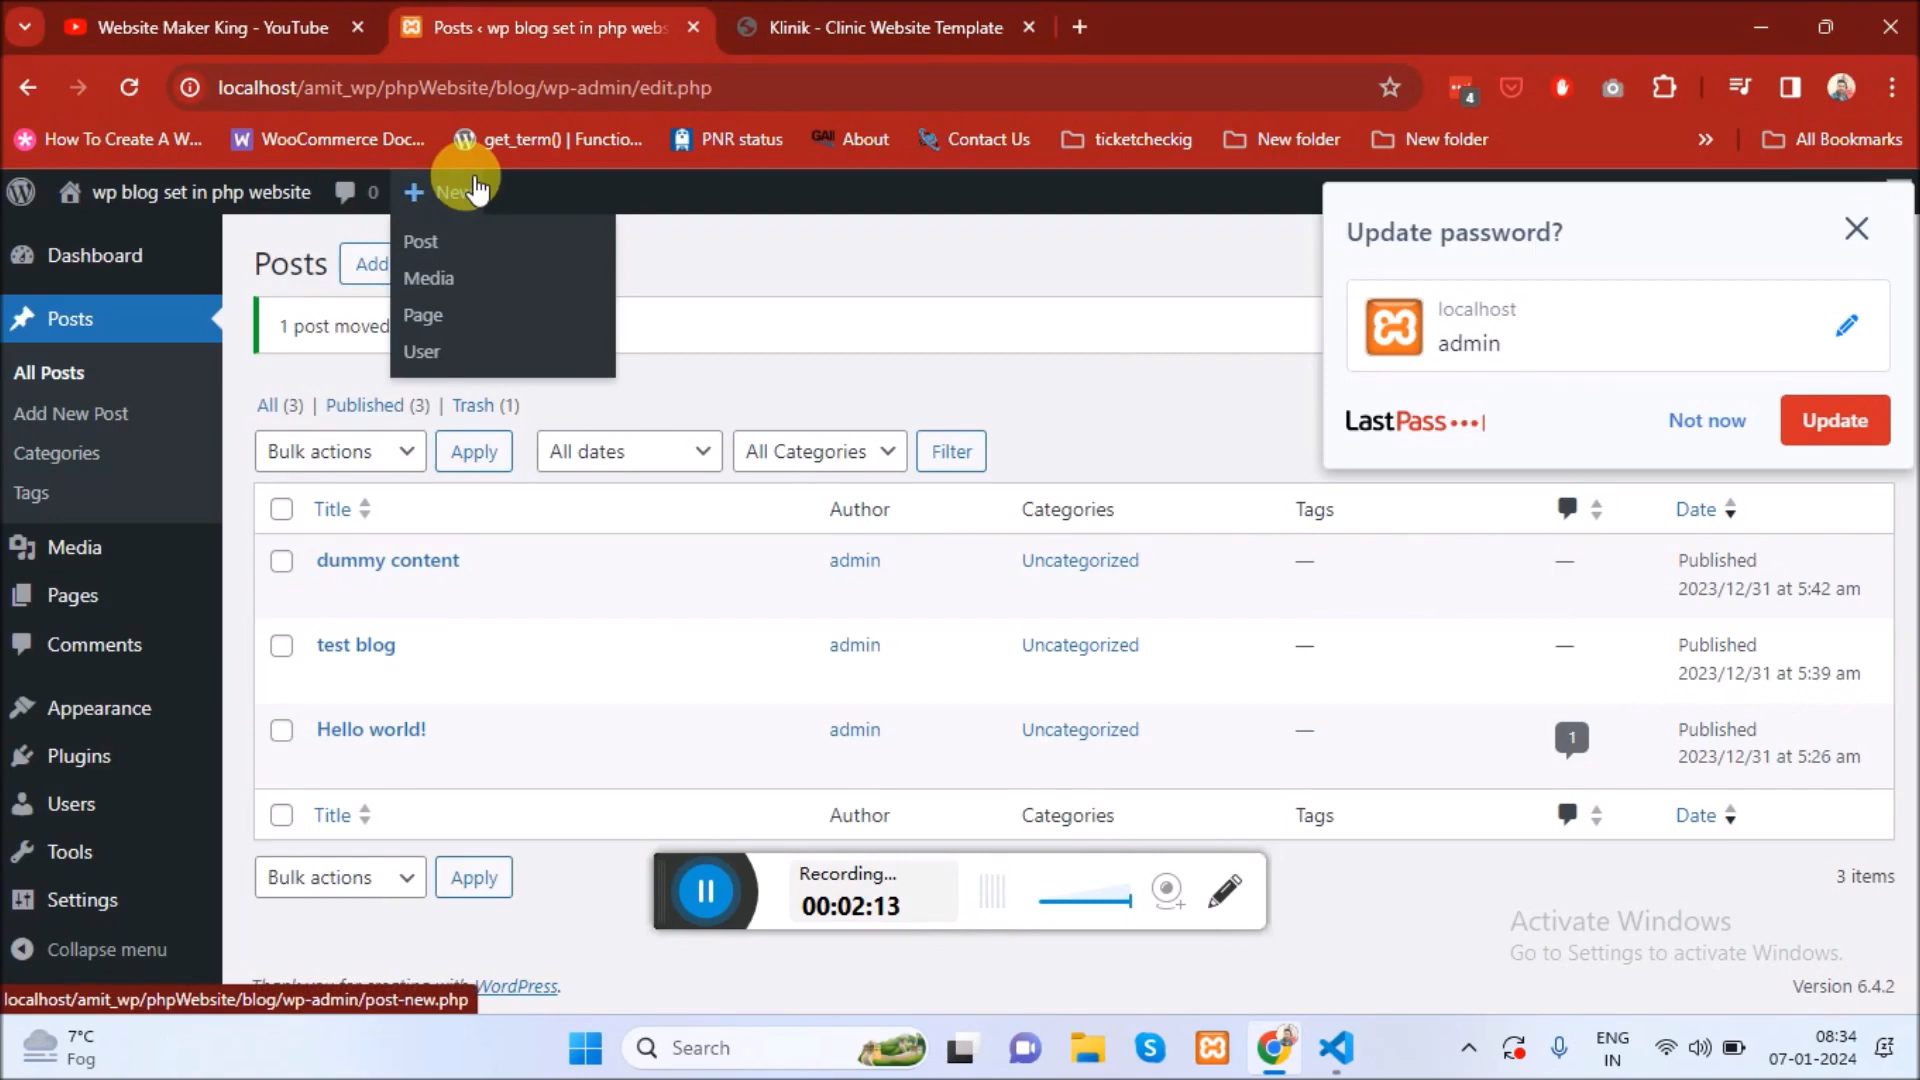 Website Maker King - YouTube
Posts ‹ wp blog set in php webs
Klinik - Clinic Website Template
localhost/amit_wp/phpWebsite/blog/wp-admin/edit.php
4
How To Create A W...
WooCommerce Doc...
get_term() | Functio...
PNR status
About
Contact Us
ticketcheckig
New folder
New folder
All Bookmarks
wp blog set in php website
0
New
Post
Media
Page
User
Dashboard
Posts
All Posts
Add New Post
Categories
Tags
Media
Pages
Comments
Appearance
Plugins
Users
Tools
Settings
Collapse menu
Posts
Add
1 post moved
All (3) | Published (3) | Trash (1)
Bulk actions
Apply
All dates
All Categories
Filter
Update password?
localhost
admin
LastPass
Not now
Update
Title Author Categories Tags Date
dummy content admin Uncategorized — — Published
2023/12/31 at 5:42 am
test blog admin Uncategorized — — Published
2023/12/31 at 5:39 am
Hello world! admin Uncategorized — 1 Published
2023/12/31 at 5:26 am
Title Author Categories Tags Date
Bulk actions
Apply
3 items
Recording...
00:02:13
Activate Windows
Go to Settings to activate Windows.
Thank you for creating with WordPress.
Version 6.4.2
localhost/amit_wp/phpWebsite/blog/wp-admin/post-new.php
7°C
Fog
Search
ENG
IN
08:34
07-01-2024